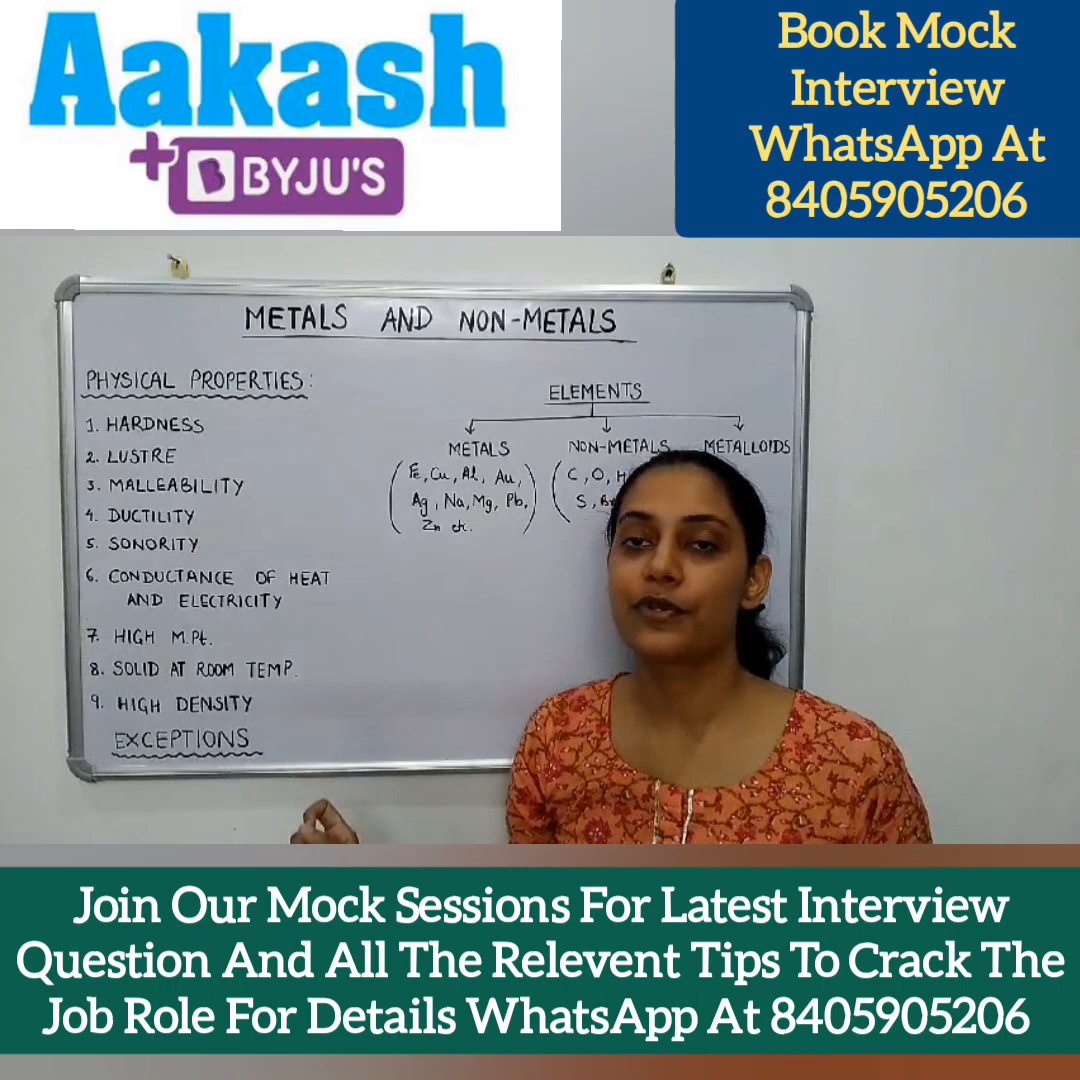 Aakash
+ BYJU'S
Book Mock
Interview
WhatsApp At
8405905206
METALS AND NON-METALS
PHYSICAL PROPERTIES:
1. HARDNESS
2. LUSTRE
3. MALLEABILITY
4. DUCTILITY
5. SONORITY
6. CONDUCTANCE OF HEAT
AND ELECTRICITY
7. HIGH M.Pt.
8. SOLID AT ROOM TEMP.
9. HIGH DENSITY
EXCEPTIONS
ELEMENTS
METALS NON-METALS METALLOIDS
(Fe, Cu, Al, Au,
Ag, Na, Mg, Pb,
Zn etc.)
(C, O, H
S,
Join Our Mock Sessions For Latest Interview
Question And All The Relevent Tips To Crack The
Job Role For Details WhatsApp At 8405905206